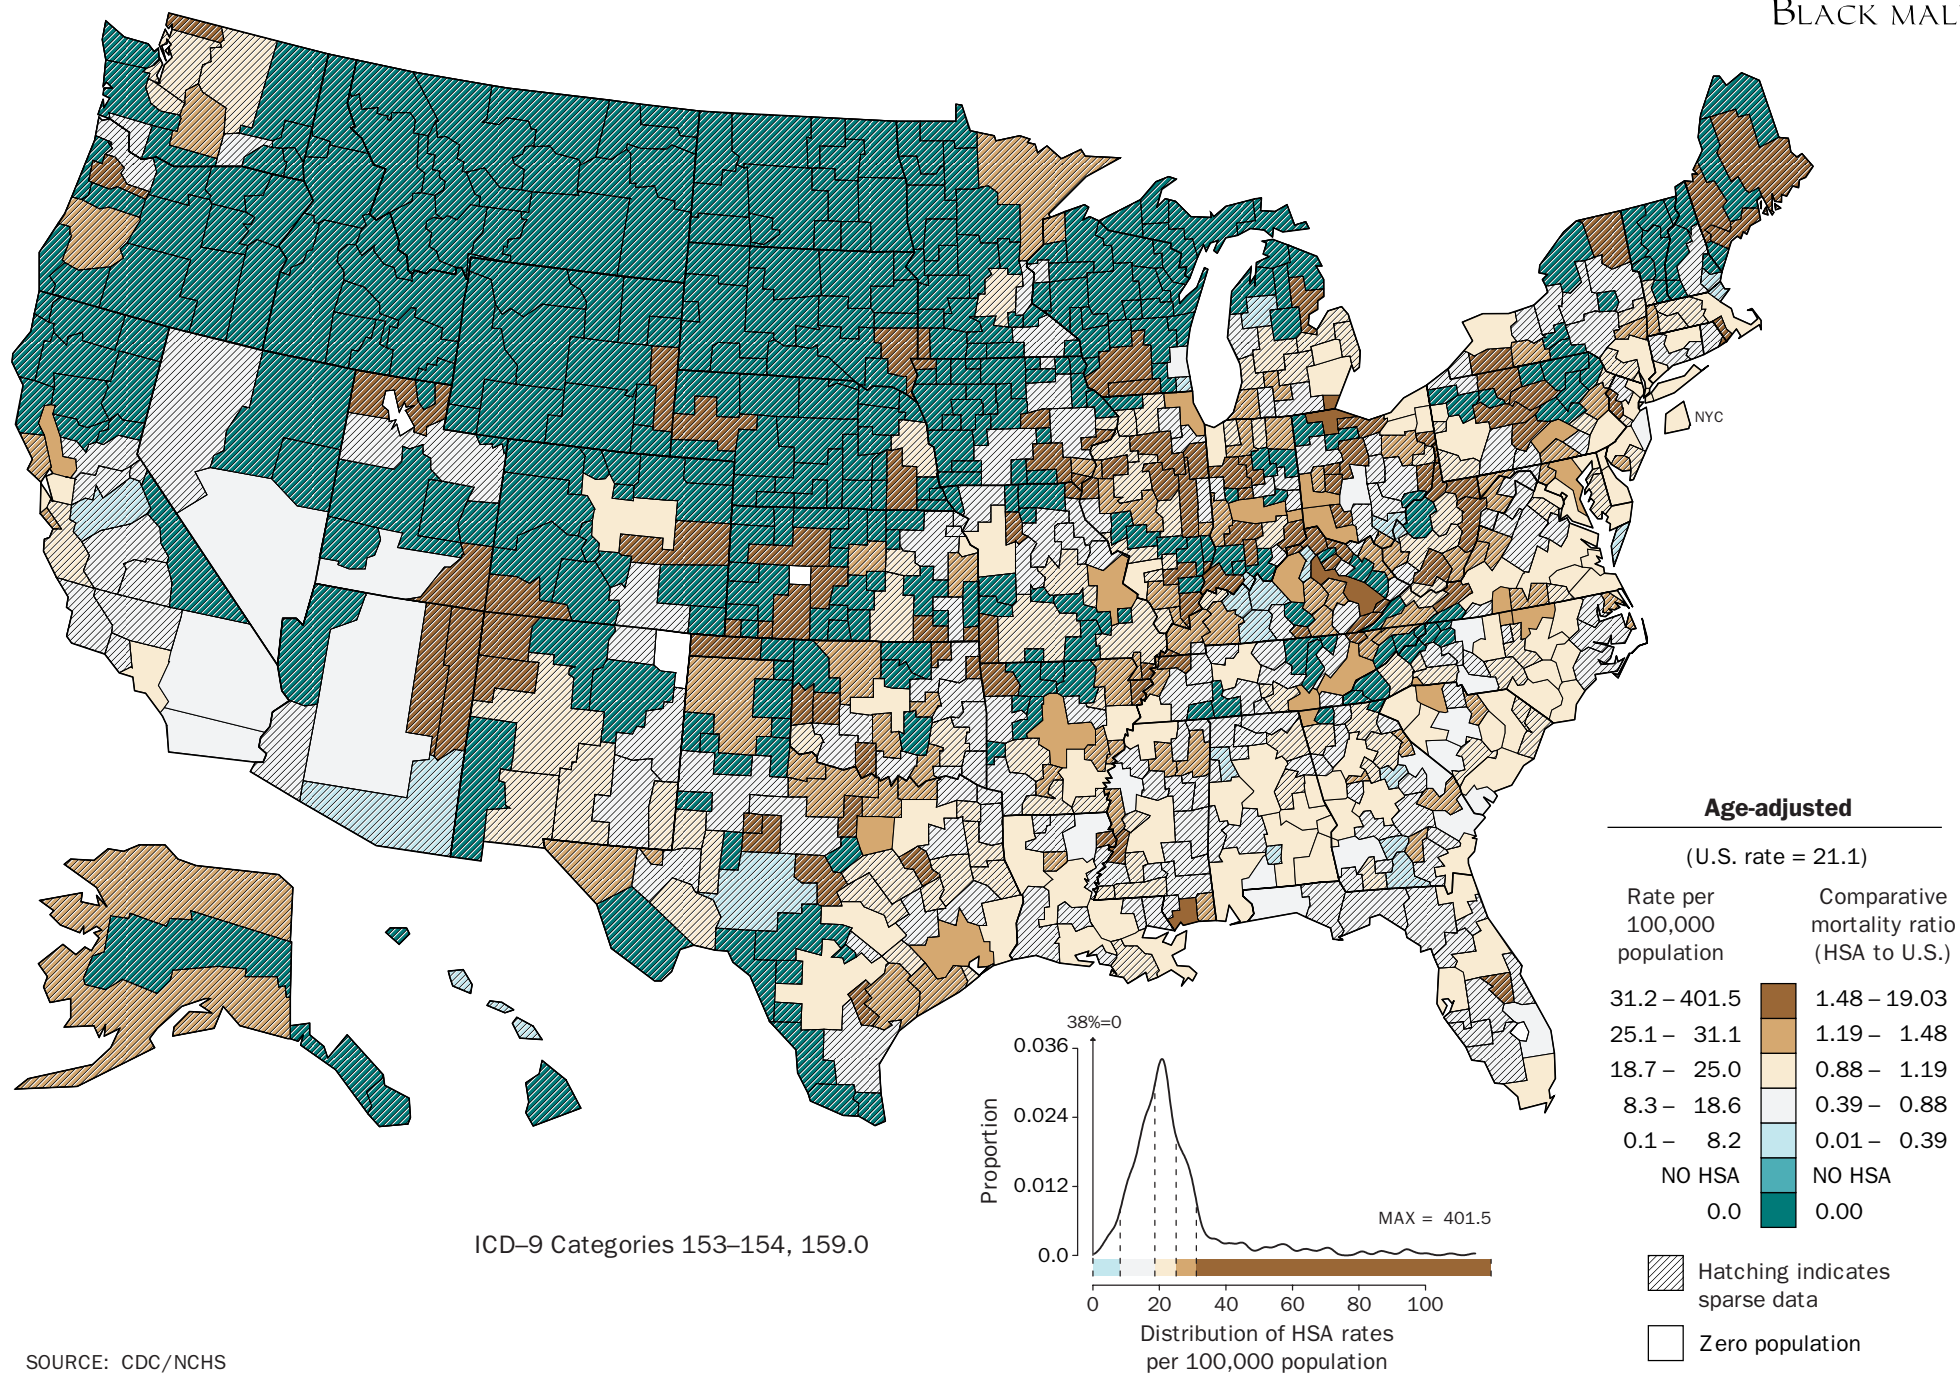 BLACK MAL
NYC
Age-adjusted
(U.S. rate = 21.1)
Rate per
100,000
population
Comparative
mortality ratio
(HSA to U.S.)
31.2 – 401.5 1.48 – 19.03
25.1 – 31.1 1.19 – 1.48
18.7 – 25.0 0.88 – 1.19
8.3 – 18.6 0.39 – 0.88
0.1 – 8.2 0.01 – 0.39
NO HSA NO HSA
0.0 0.00
Hatching indicates
sparse data
Zero population
38%=0
0.036
0.024
0.012
0.0
Proportion
MAX = 401.5
0 20 40 60 80 100
Distribution of HSA rates
per 100,000 population
ICD–9 Categories 153–154, 159.0
SOURCE: CDC/NCHS